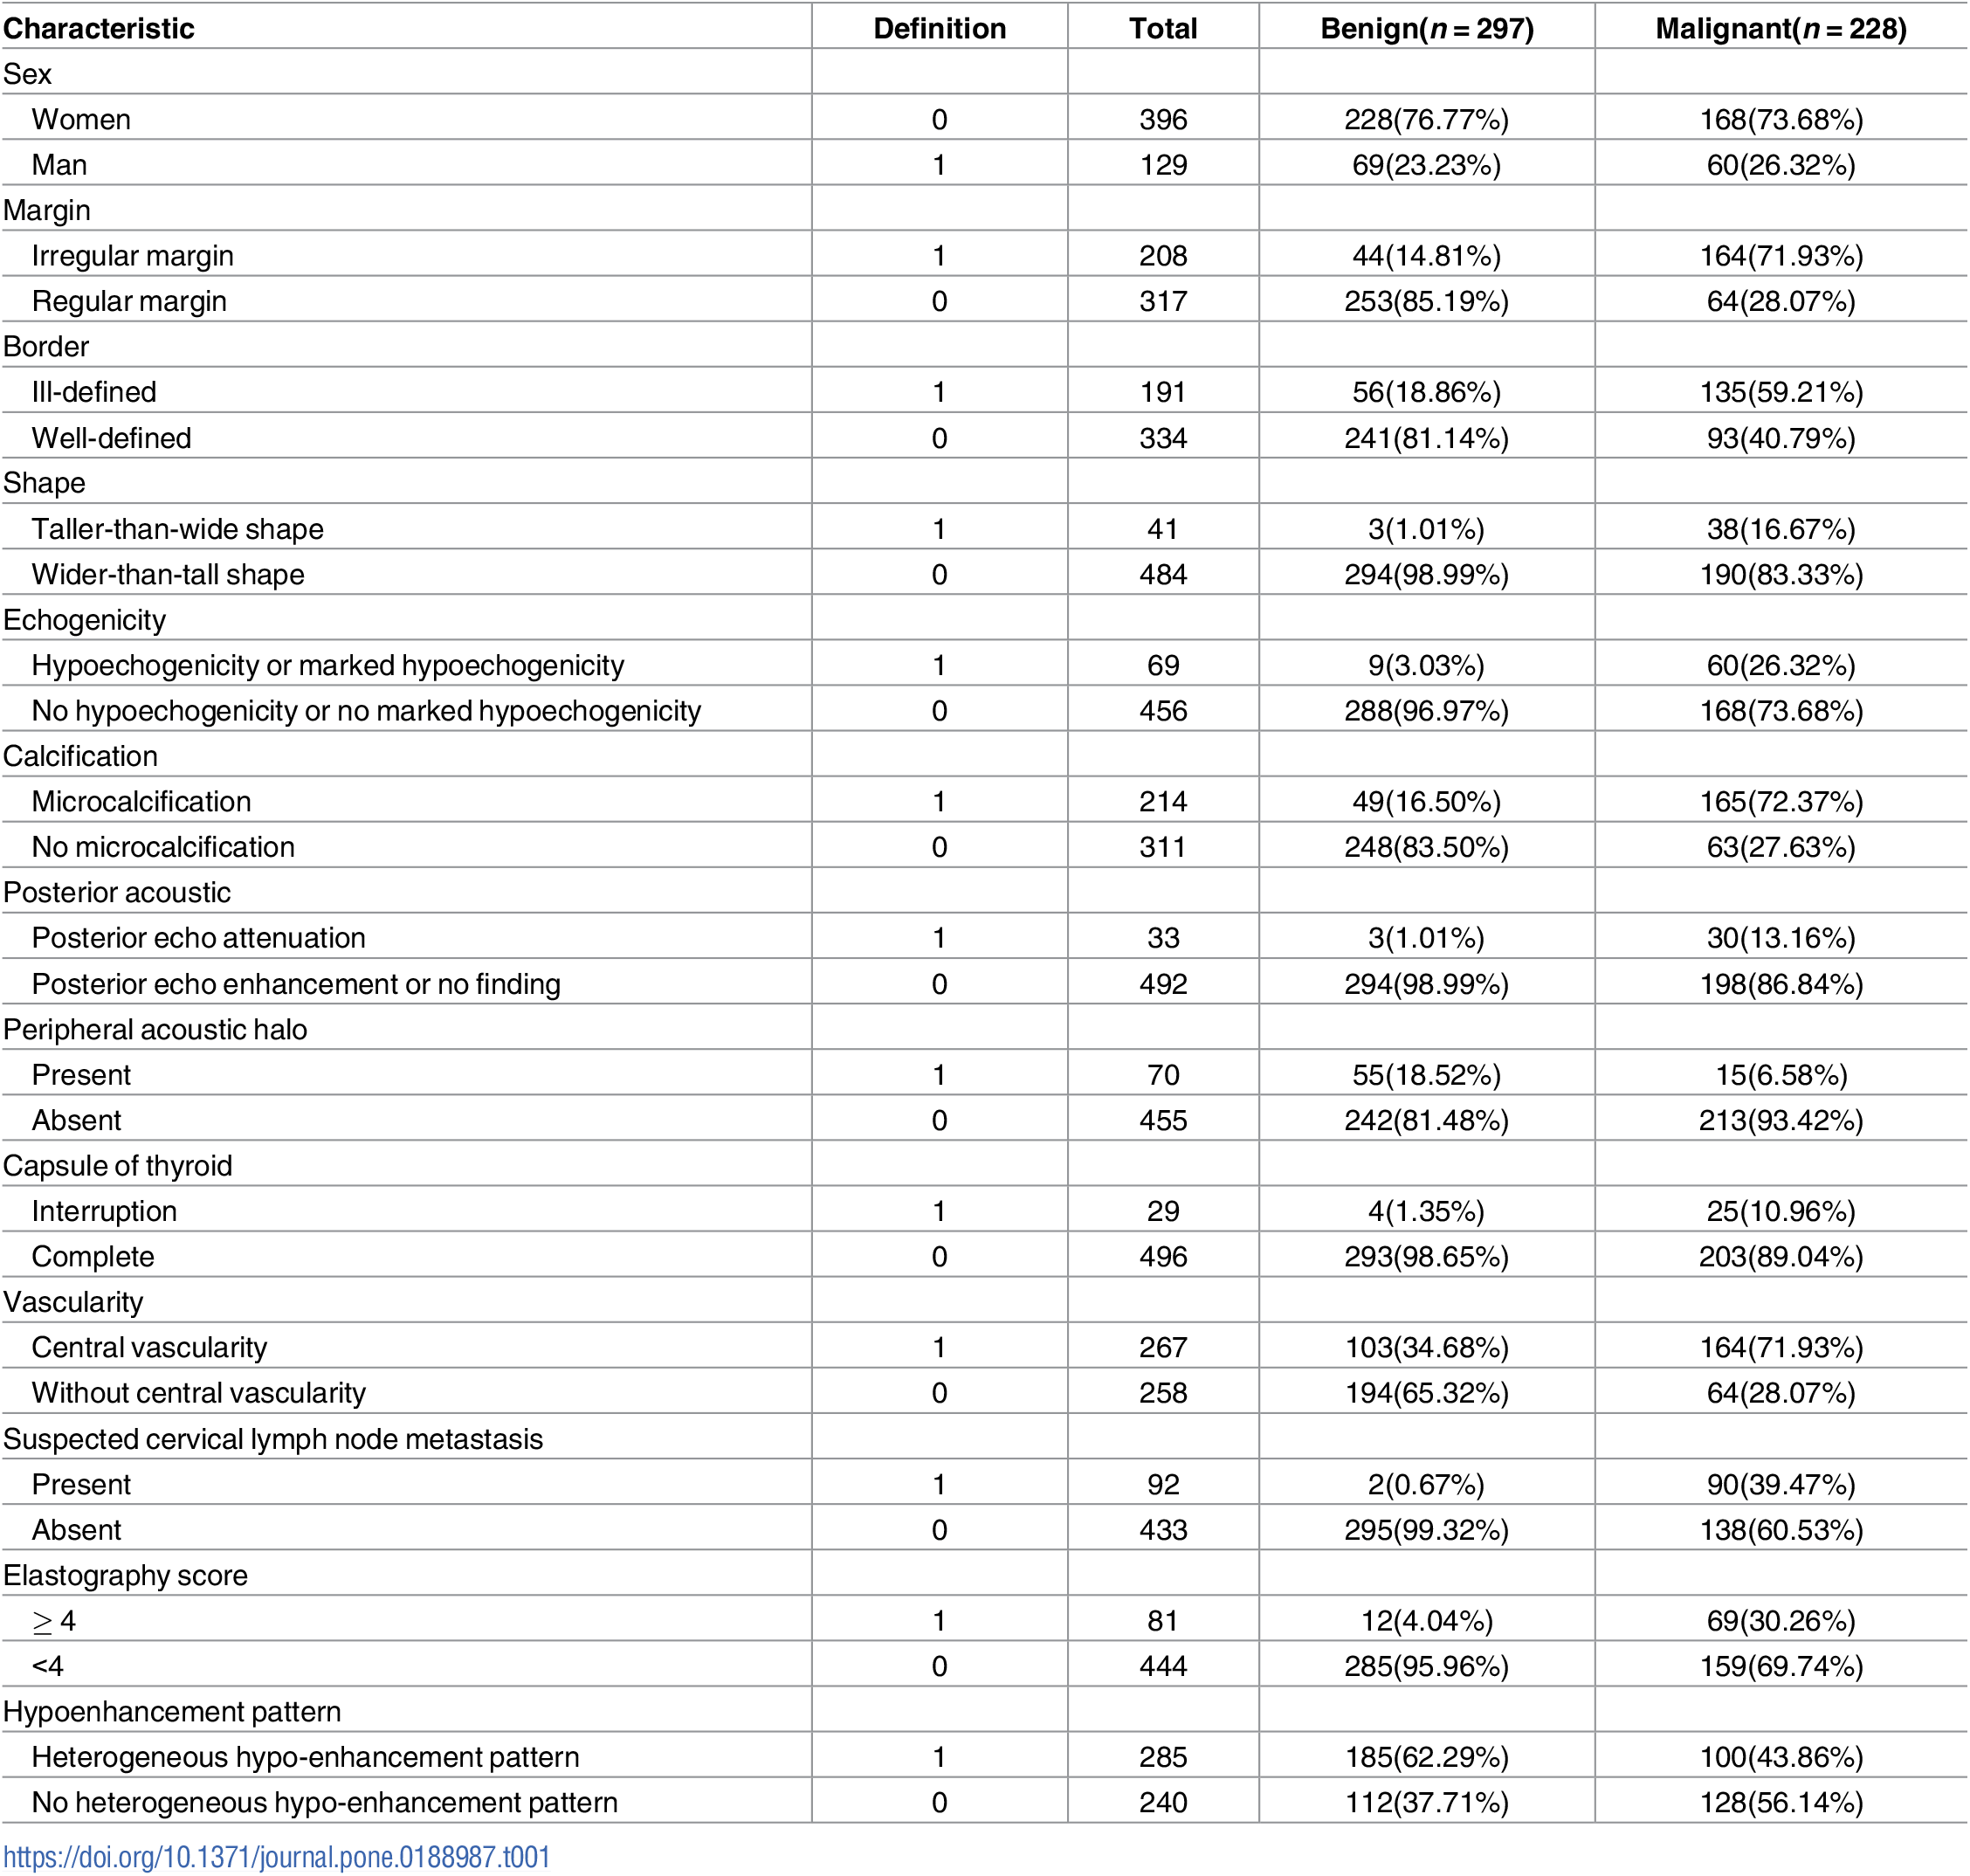 Characteristic Definition Total Benign(n = 297) Malignant(n = 228)
Sex
Women 0 396 228(76.77%) 168(73.68%)
Man 1 129 69(23.23%) 60(26.32%)
Margin
Irregular margin 1 208 44(14.81%) 164(71.93%)
Regular margin 0 317 253(85.19%) 64(28.07%)
Border
Ill-defined 1 191 56(18.86%) 135(59.21%)
Well-defined 0 334 241(81.14%) 93(40.79%)
Shape
Taller-than-wide shape 1 41 3(1.01%) 38(16.67%)
Wider-than-tall shape 0 484 294(98.99%) 190(83.33%)
Echogenicity
Hypoechogenicity or marked hypoechogenicity 1 69 9(3.03%) 60(26.32%)
No hypoechogenicity or no marked hypoechogenicity 0 456 288(96.97%) 168(73.68%)
Calcification
Microcalcification 1 214 49(16.50%) 165(72.37%)
No microcalcification 0 311 248(83.50%) 63(27.63%)
Posterior acoustic
Posterior echo attenuation 1 33 3(1.01%) 30(13.16%)
Posterior echo enhancement or no finding 0 492 294(98.99%) 198(86.84%)
Peripheral acoustic halo
Present 1 70 55(18.52%) 15(6.58%)
Absent 0 455 242(81.48%) 213(93.42%)
Capsule of thyroid
Interruption 1 29 4(1.35%) 25(10.96%)
Complete 0 496 293(98.65%) 203(89.04%)
Vascularity
Central vascularity 1 267 103(34.68%) 164(71.93%)
Without central vascularity 0 258 194(65.32%) 64(28.07%)
Suspected cervical lymph node metastasis
Present 1 92 2(0.67%) 90(39.47%)
Absent 0 433 295(99.32%) 138(60.53%)
Elastography score
≥ 4 1 81 12(4.04%) 69(30.26%)
<4 0 444 285(95.96%) 159(69.74%)
Hypoenhancement pattern
Heterogeneous hypo-enhancement pattern 1 285 185(62.29%) 100(43.86%)
No heterogeneous hypo-enhancement pattern 0 240 112(37.71%) 128(56.14%)
https://doi.org/10.1371/journal.pone.0188987.t001